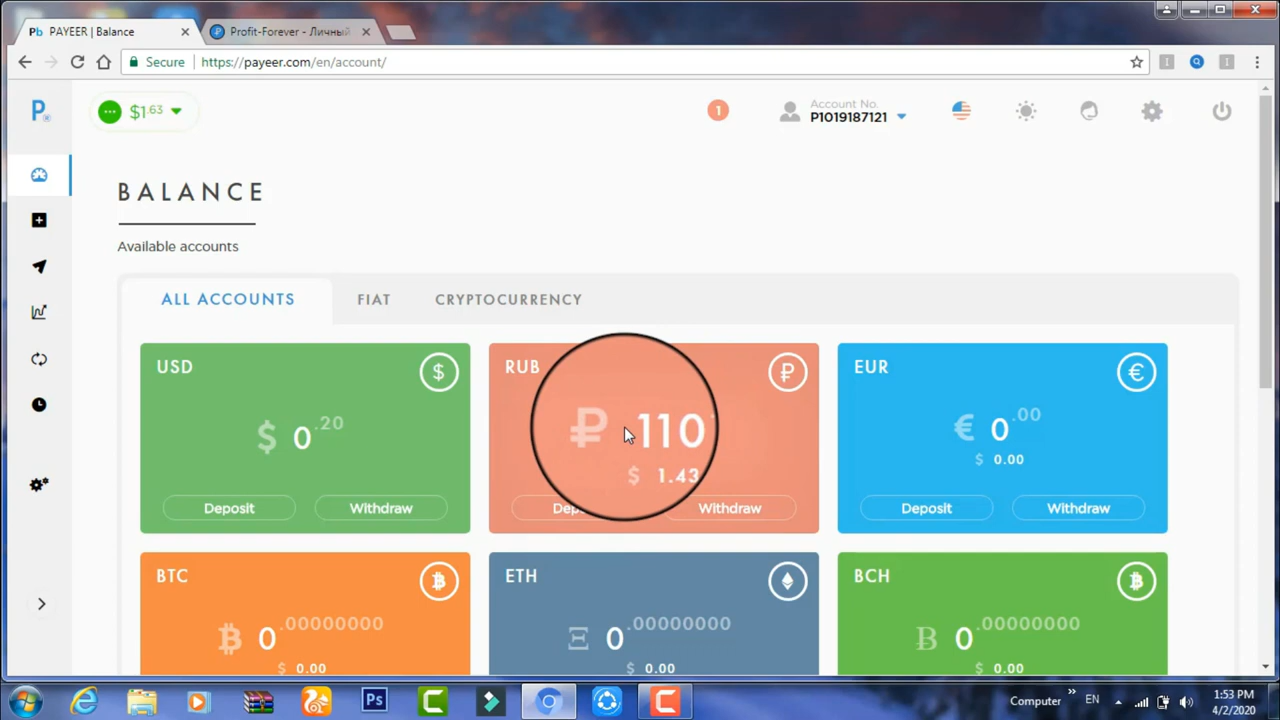 Pb PAYEER | Balance
Profit-Forever - Личный
Secure
https://payeer.com/en/account/
$1.63
1
Account No.
P1019187121
BALANCE
Available accounts
ALL ACCOUNTS FIAT CRYPTOCURRENCY
USD $
$ 0.20
Deposit Withdraw
RUB ₽
₽ 110
$ 1.43
Withdraw
EUR €
€ 0.00
$ 0.00
Deposit Withdraw
BTC
0.00000000
$ 0.00
ETH
Ξ 0.00000000
$ 0.00
BCH
0.00000000
$ 0.00
Ps
Computer » EN
1:53 PM
4/2/2020